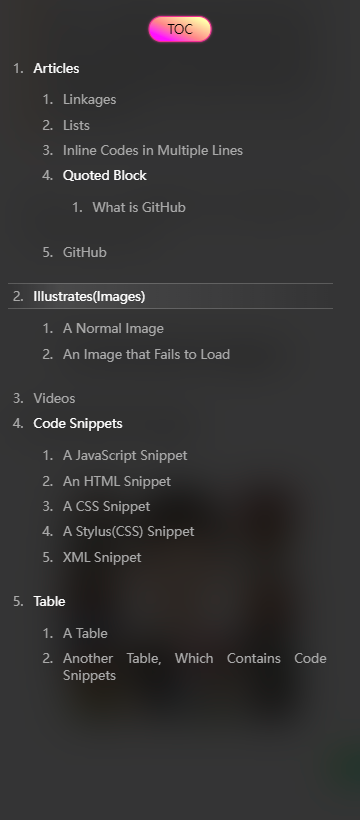 TOC
1. Articles
1. Linkages
2. Lists
3. Inline Codes in Multiple Lines
4. Quoted Block
1. What is GitHub
5. GitHub
2. Illustrates(Images)
1. A Normal Image
2. An Image that Fails to Load
3. Videos
4. Code Snippets
1. A JavaScript Snippet
2. An HTML Snippet
3. A CSS Snippet
4. A Stylus(CSS) Snippet
5. XML Snippet
5. Table
1. A Table
2. Another Table, Which Contains Code
Snippets